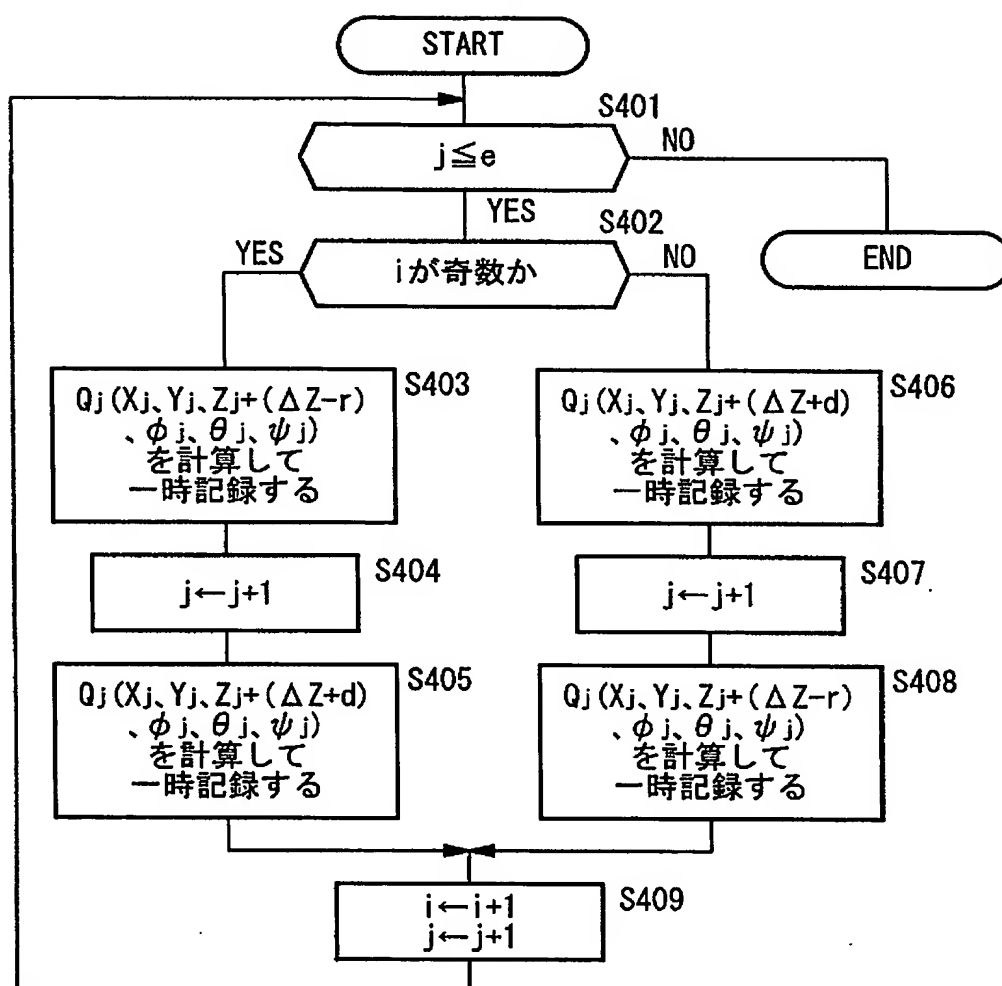 START
S401
j≦e
NO
YES
END
S402
YES
iが奇数か
NO
S403
Qj(Xj、Yj、Zj+(ΔZ-r)
、φj、θj、ψj)
を計算して
一時記録する
S406
Qj(Xj、Yj、Zj+(ΔZ+d)
、φj、θj、ψj)
を計算して
一時記録する
S404
j←j+1
S407
j←j+1
S405
Qj(Xj、Yj、Zj+(ΔZ+d)
、φj、θj、ψj)
を計算して
一時記録する
S408
Qj(Xj、Yj、Zj+(ΔZ-r)
、φj、θj、ψj)
を計算して
一時記録する
S409
i←i+1
j←j+1